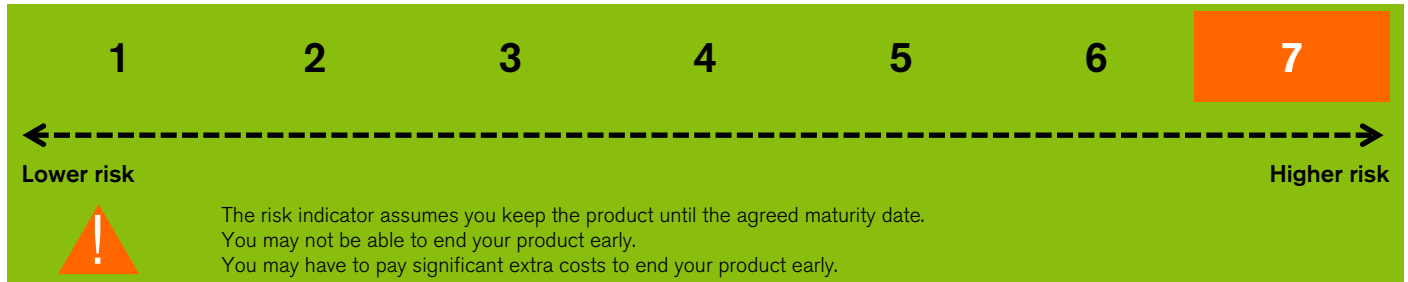 1 2 3 4 5 6 7
Lower risk Higher risk
!
The risk indicator assumes you keep the product until the agreed maturity date.
You may not be able to end your product early.
You may have to pay significant extra costs to end your product early.